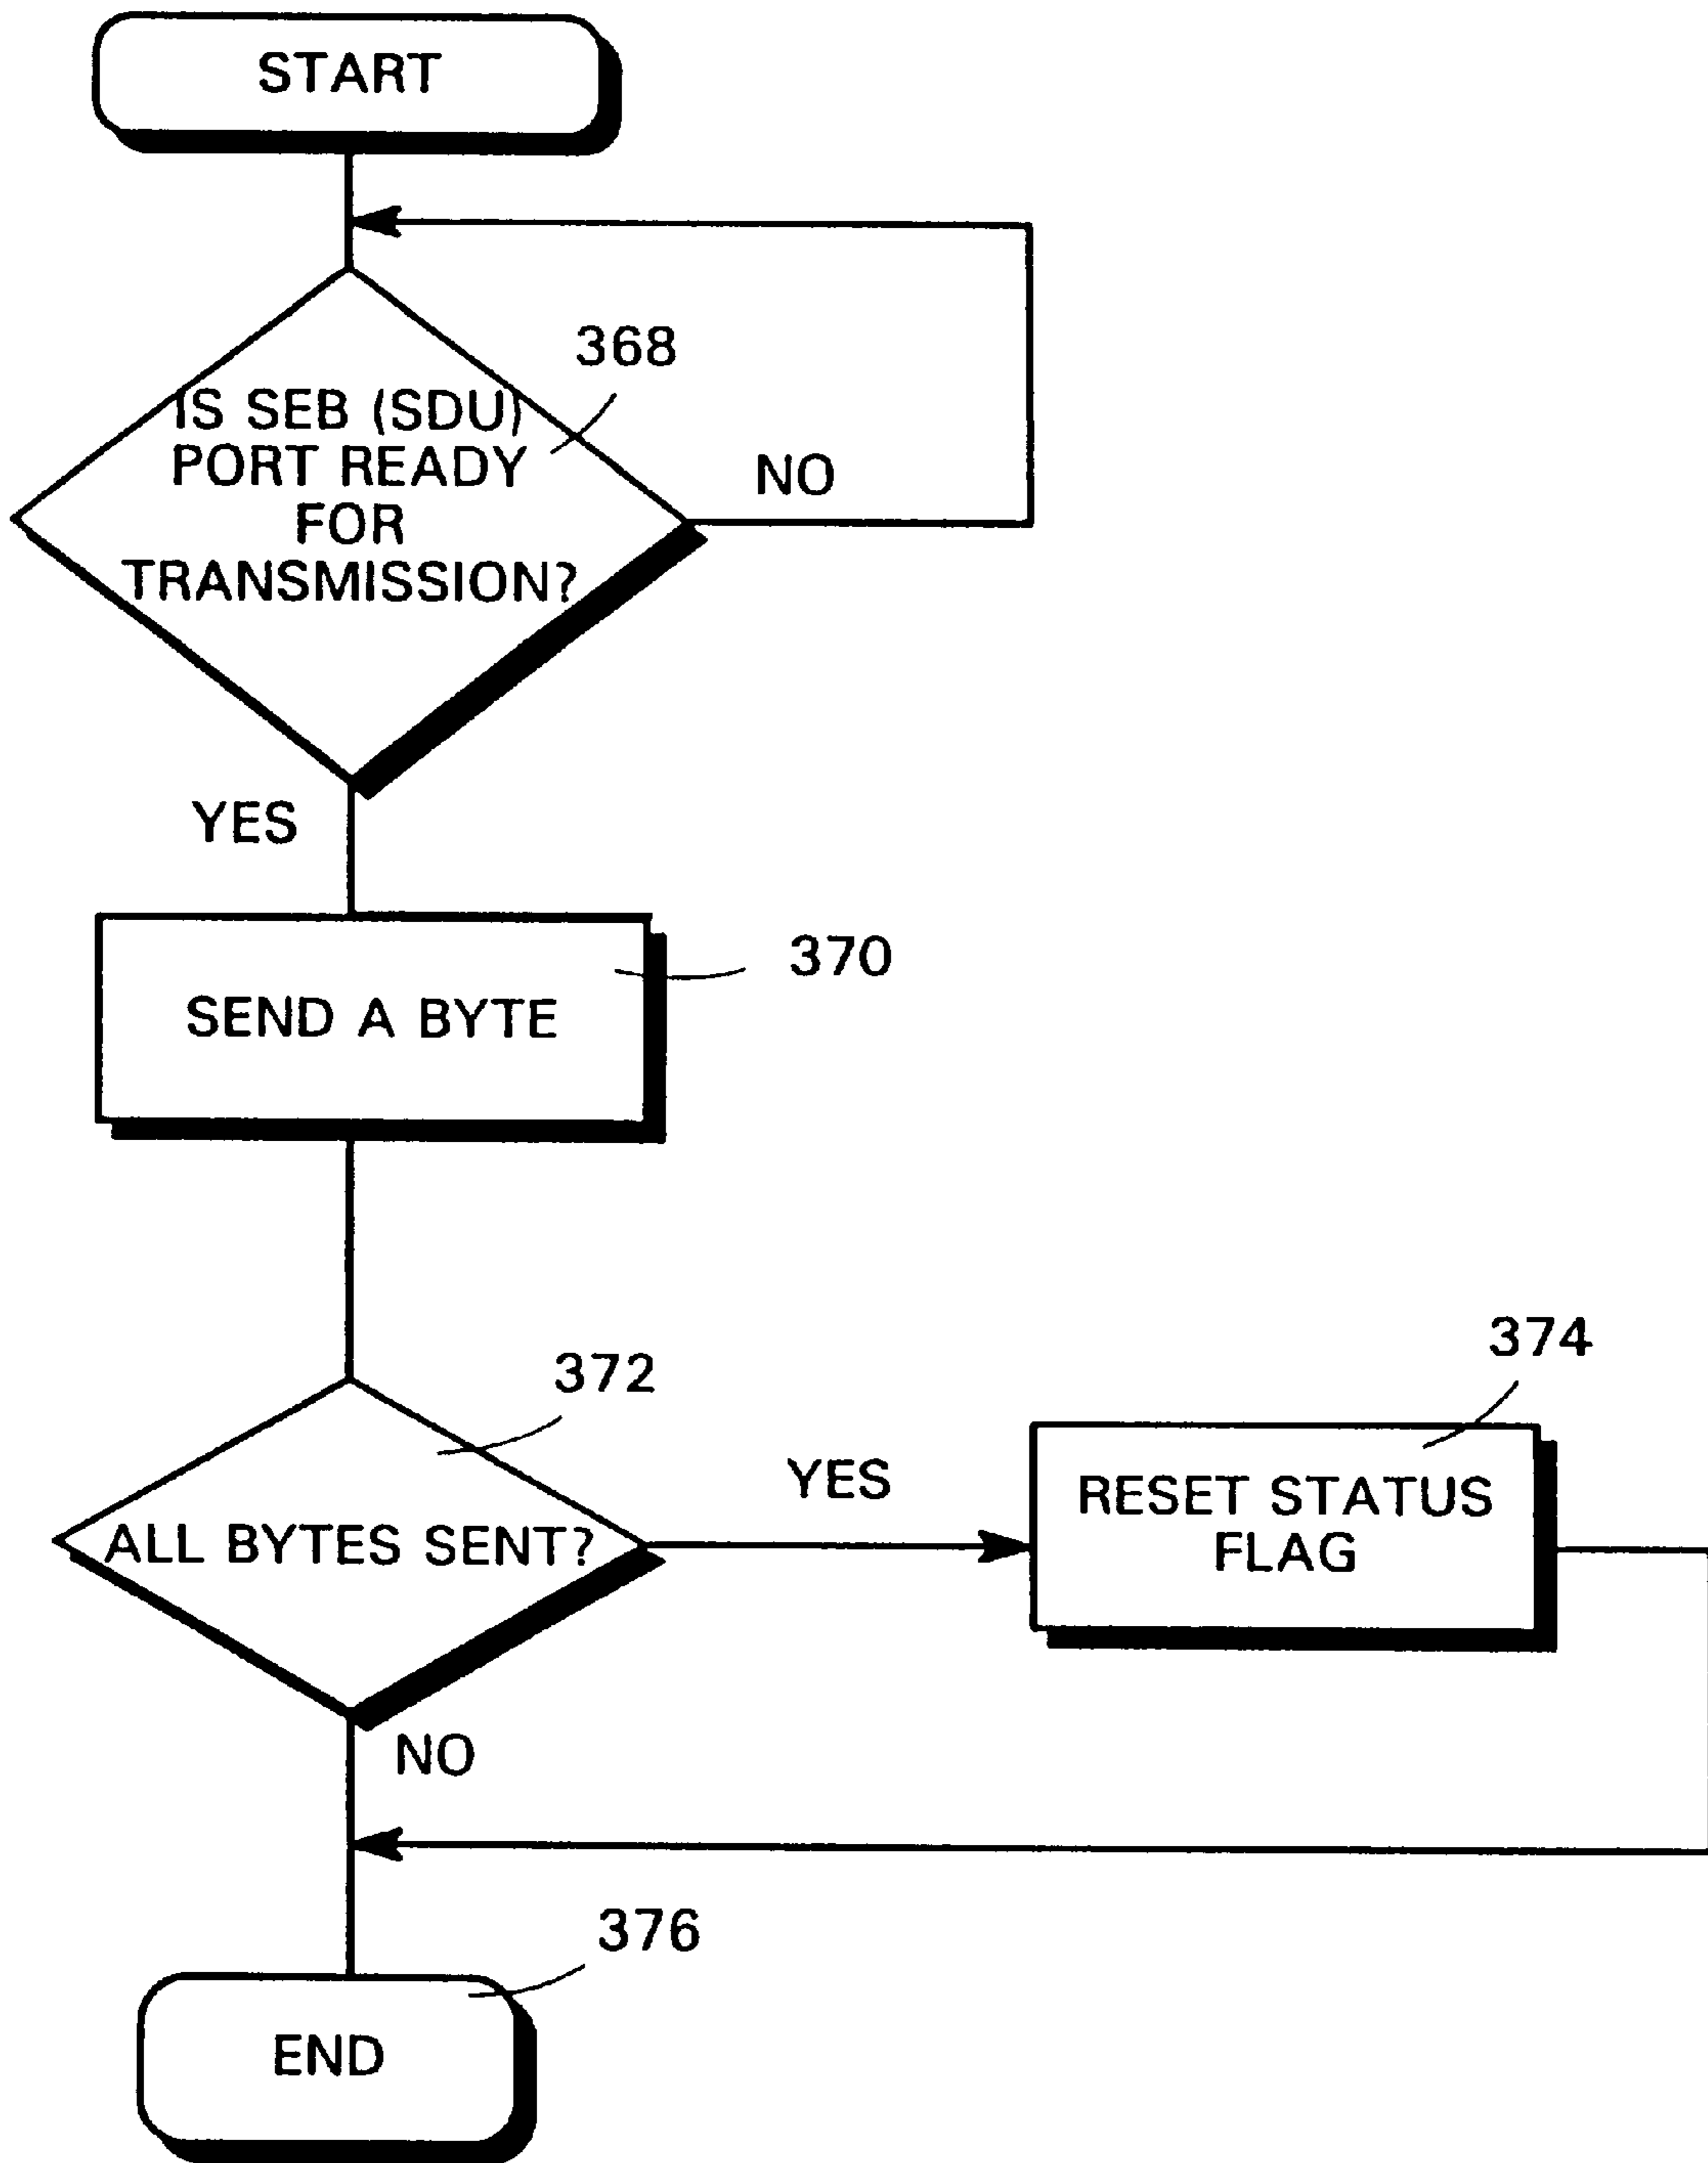 START
368
IS SEB (SDU)
PORT READY
FOR
TRANSMISSION?
NO
YES
370
SEND A BYTE
372
ALL BYTES SENT?
YES
374
RESET STATUS
FLAG
NO
376
END